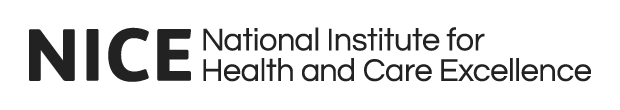 NICE National Institute for
Health and Care Excellence